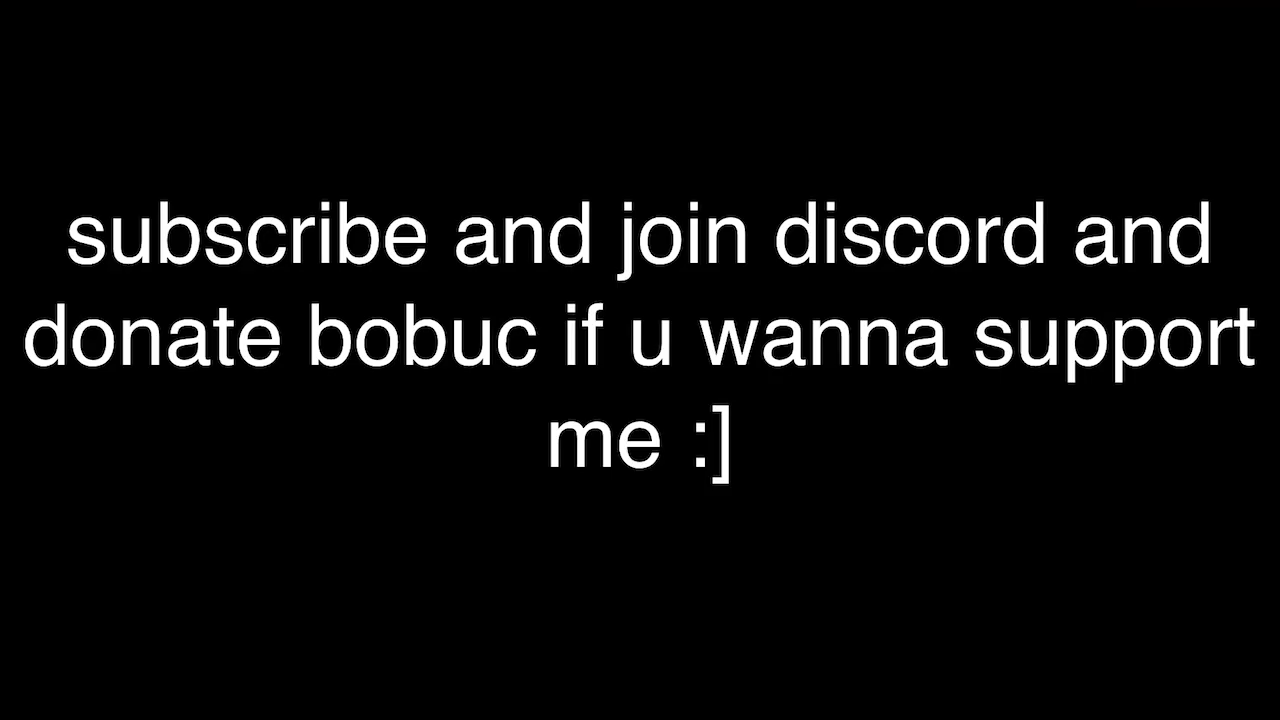 subscribe and join discord and
donate bobuc if u wanna support
me :]